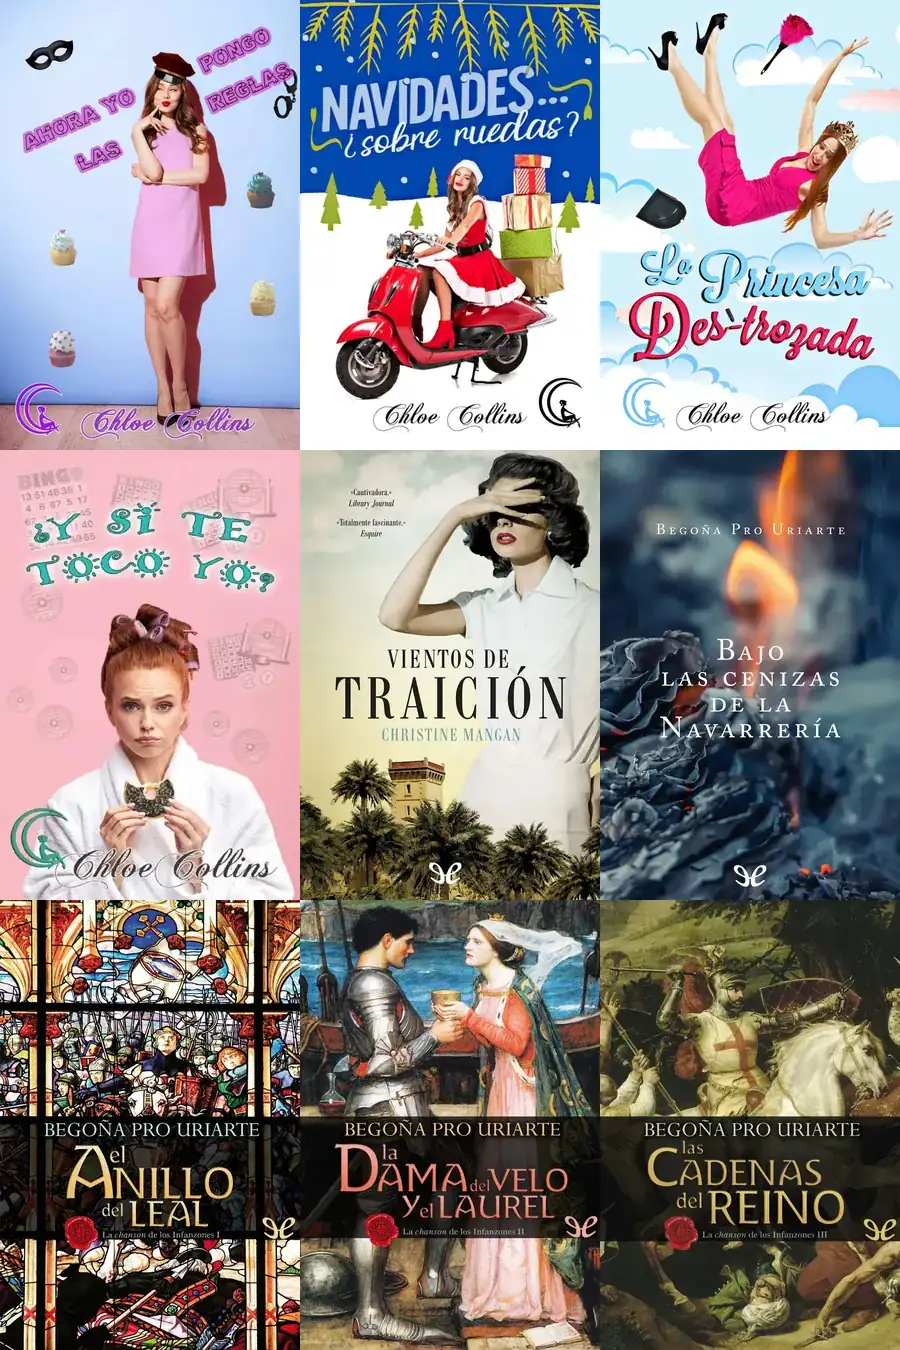 AHORA YO
PONGO
LAS
REGLAS
Chloe Collins
NAVIDADES...
¿sobre ruedas?
Chloe Collins
La Princesa
Des-trozada
Chloe Collins
BINGO
¿Y SI TE
TOCO YO?
Chloe Collins
«Cautivadora.»
Library Journal
«Totalmente fascinante.»
Esquire
VIENTOS DE
TRAICIÓN
CHRISTINE MANGAN
BEGOÑA PRO URIARTE
BAJO
LAS CENIZAS
DE LA
NAVARRERÍA
BEGOÑA PRO URIARTE
el
ANILLO
del LEAL
La chanson de los Infanzones I
BEGOÑA PRO URIARTE
la
DAMA del VELO
y el LAUREL
La chanson de los Infanzones II
BEGOÑA PRO URIARTE
las
CADENAS
del REINO
La chanson de los Infanzones III